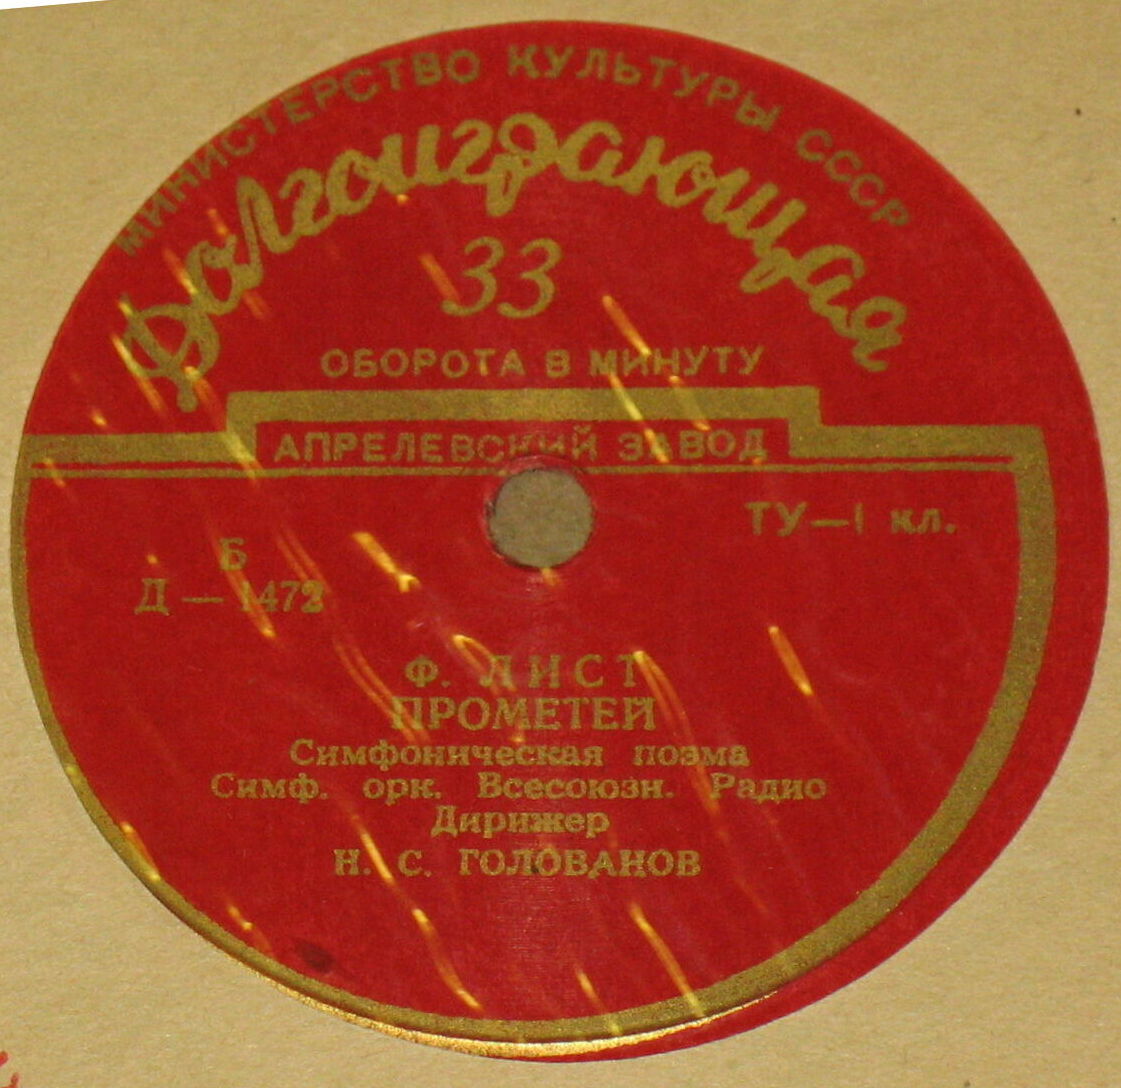 МИНИСТЕРСТВО КУЛЬТУРЫ СССР
Долгоиграющая
33
ОБОРОТА В МИНУТУ
АПРЕЛЕВСКИЙ ЗАВОД
ТУ—1 кл.
Б
Д — 1472
Ф. ЛИСТ
ПРОМЕТЕЙ
Симфоническая поэма
Симф. орк. Всесоюзн. Радио
Дирижер
Н. С. ГОЛОВАНОВ